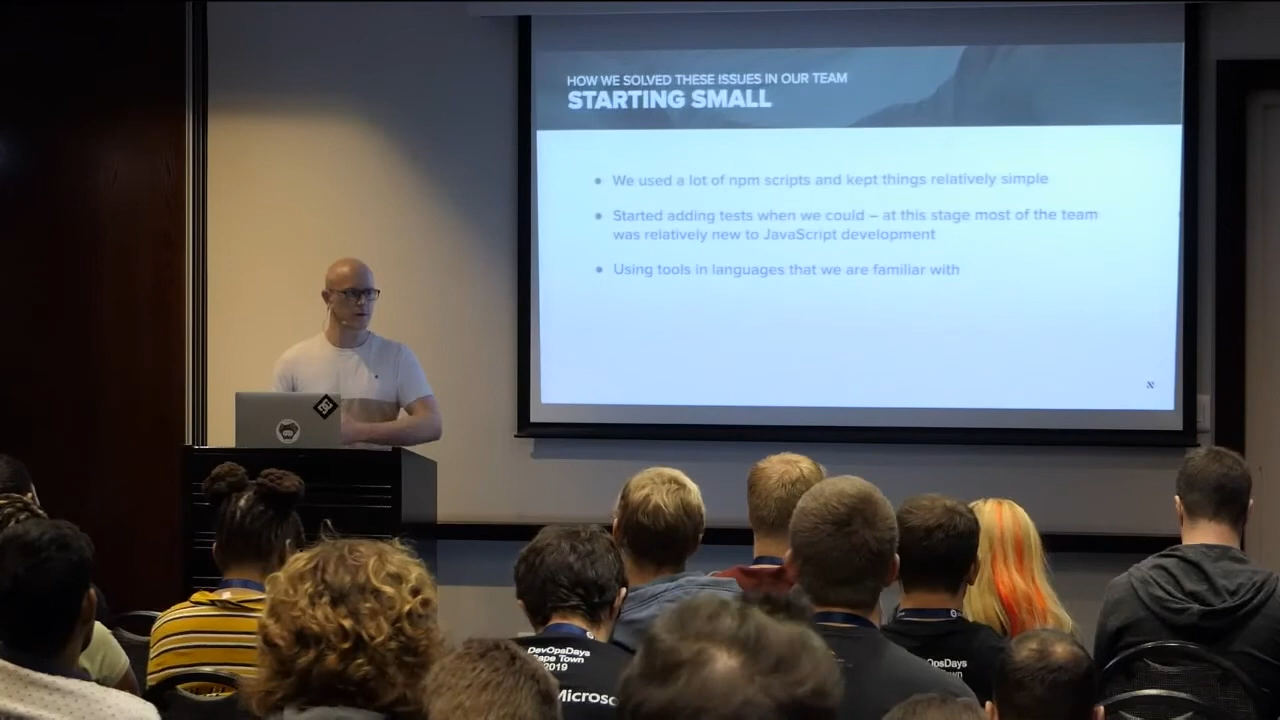 HOW WE SOLVED THESE ISSUES IN OUR TEAM
STARTING SMALL
• We used a lot of npm scripts and kept things relatively simple
• Started adding tests when we could – at this stage most of the team
was relatively new to JavaScript development
• Using tools in languages that we are familiar with
N
DevOpsDays
Cape Town
2019
Micros
psDays